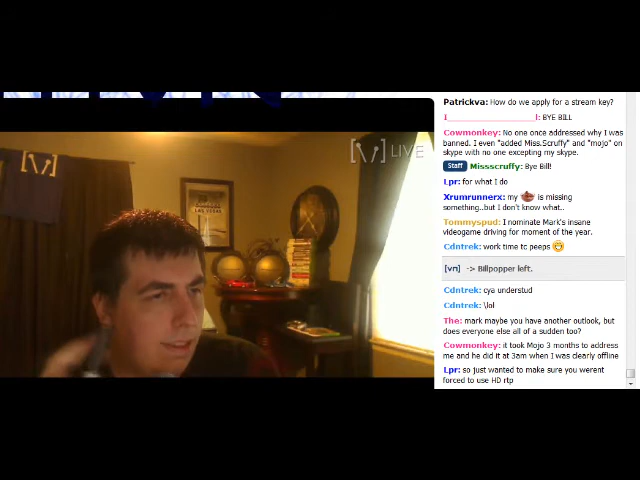 LIVE
LAS VEGAS
Patrickva: How do we apply for a stream key?
I__________________I: BYE BILL
Cowmonkey: No one once addressed why I was
banned. I even "added Miss.Scruffy" and "mojo" on
skype with no one excepting my skype.
Staff Missscruffy: Bye Bill!
Lpr: for what I do
Xrumrunnerx: my is missing
something..but I don't know what..
Tommyspud: I nominate Mark's insane
videogame driving for moment of the year.
Cdntrek: work time tc peeps
-> Billpopper left.
Cdntrek: cya understud
Cdntrek: \lol
The: mark maybe you have another outlook, but
does everyone else all of a sudden too?
Cowmonkey: it took Mojo 3 months to address
me and he did it at 3am when I was clearly offline
Lpr: so just wanted to make sure you werent
forced to use HD rtp